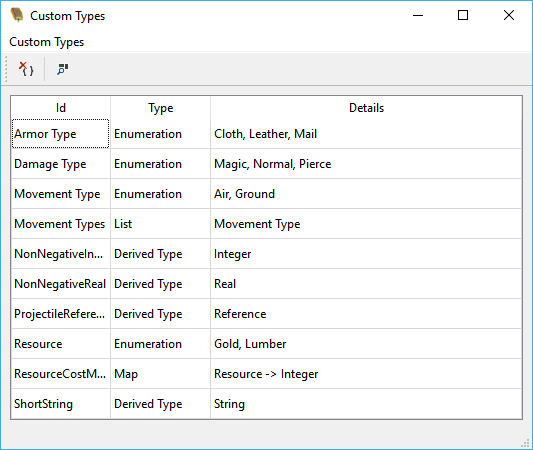 Custom Types
Custom Types
{ }
Id Type Details
Armor Type Enumeration Cloth, Leather, Mail
Damage Type Enumeration Magic, Normal, Pierce
Movement Type Enumeration Air, Ground
Movement Types List Movement Type
NonNegativeIn... Derived Type Integer
NonNegativeReal Derived Type Real
ProjectileRefere... Derived Type Reference
Resource Enumeration Gold, Lumber
ResourceCostM... Map Resource -> Integer
ShortString Derived Type String